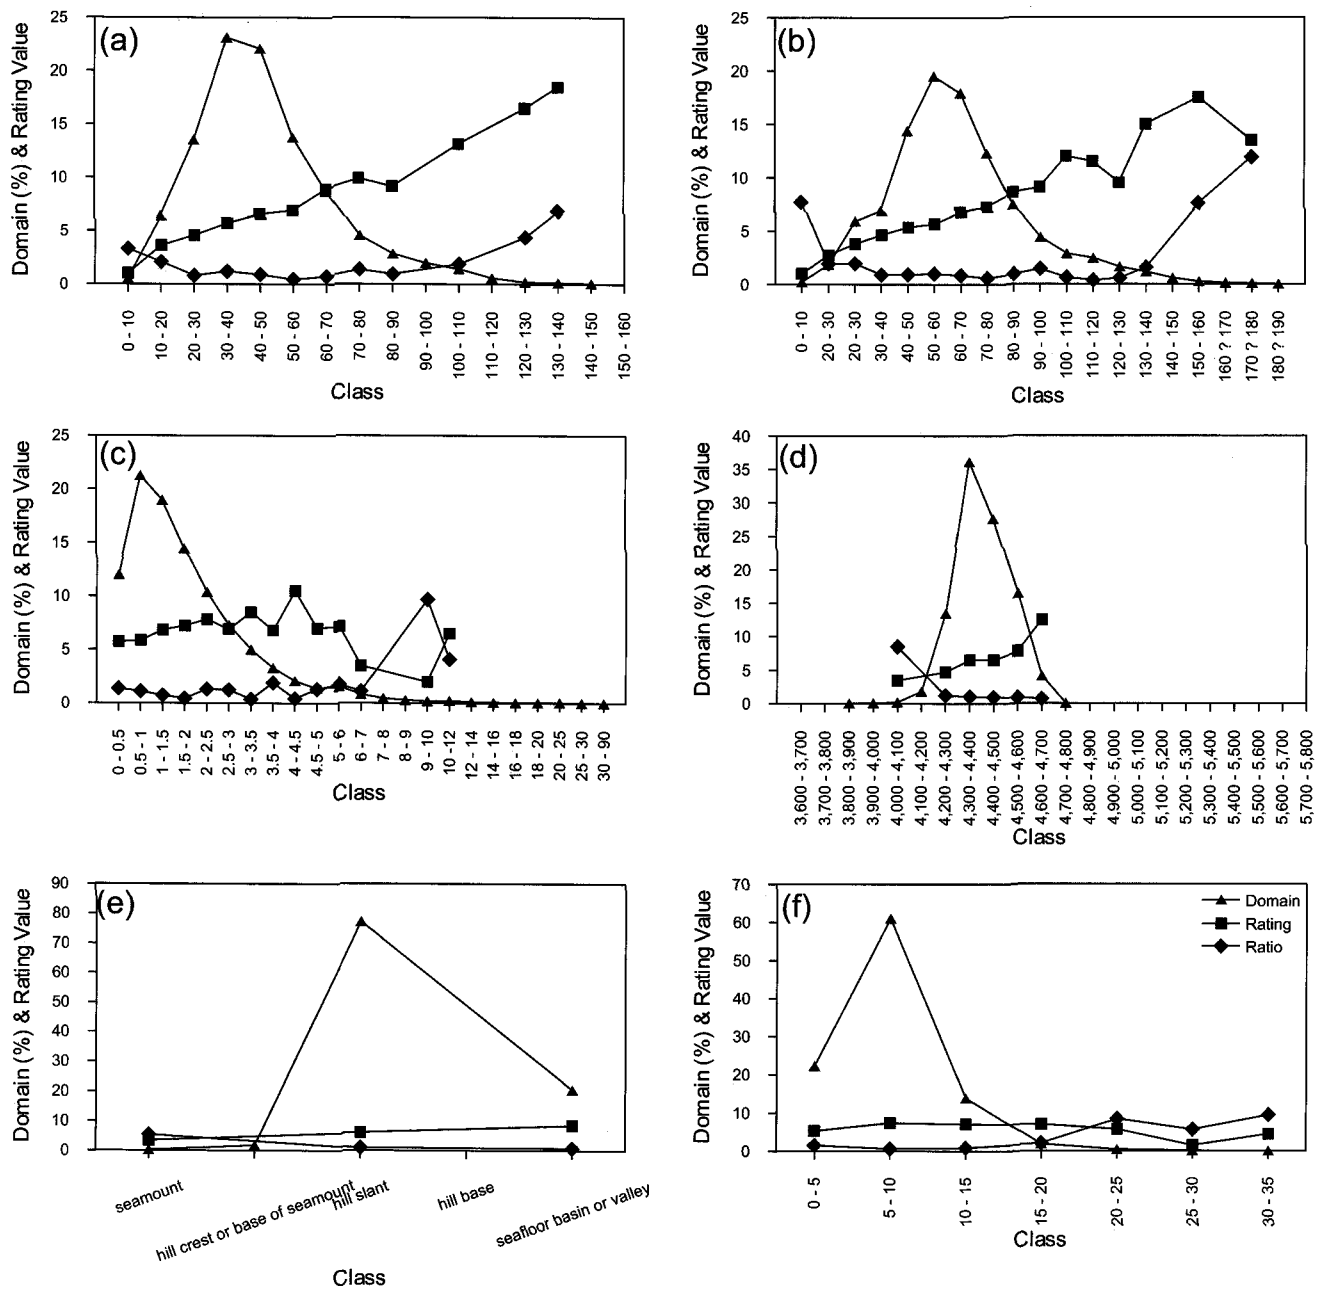 (a)
Domain (%) & Rating Value
25
20
15
10
5
0
0 - 10
10 - 20
20 - 30
30 - 40
40 - 50
50 - 60
60 - 70
70 - 80
80 - 90
90 - 100
100 - 110
110 - 120
120 - 130
130 - 140
140 - 150
150 - 160
Class
(b)
Domain (%) & Rating Value
25
20
15
10
5
0
0 - 10
20 - 30
20 - 30
30 - 40
40 - 50
50 - 60
60 - 70
70 - 80
80 - 90
90 - 100
100 - 110
110 - 120
120 - 130
130 - 140
140 - 150
150 - 160
160 ? 170
170 ? 180
180 ? 190
Class
(c)
Domain (%) & Rating Value
25
20
15
10
5
0
0 - 0.5
0.5 - 1
1 - 1.5
1.5 - 2
2 - 2.5
2.5 - 3
3 - 3.5
3.5 - 4
4 - 4.5
4.5 - 5
5 - 6
6 - 7
7 - 8
8 - 9
9 - 10
10 - 12
12 - 14
14 - 16
16 - 18
18 - 20
20 - 25
25 - 30
30 - 90
Class
(d)
Domain (%) & Rating Value
40
35
30
25
20
15
10
5
0
3,600 - 3,700
3,700 - 3,800
3,800 - 3,900
3,900 - 4,000
4,000 - 4,100
4,100 - 4,200
4,200 - 4,300
4,300 - 4,400
4,400 - 4,500
4,500 - 4,600
4,600 - 4,700
4,700 - 4,800
4,800 - 4,900
4,900 - 5,000
5,000 - 5,100
5,100 - 5,200
5,200 - 5,300
5,300 - 5,400
5,400 - 5,500
5,500 - 5,600
5,600 - 5,700
5,700 - 5,800
Class
(e)
Domain (%) & Rating Value
90
80
70
60
50
40
30
20
10
0
seamount
hill crest or base of seamount
hill slant
hill base
seafloor basin or valley
Class
(f)
Domain (%) & Rating Value
70
60
50
40
30
20
10
0
Domain
Rating
Ratio
0 - 5
5 - 10
10 - 15
15 - 20
20 - 25
25 - 30
30 - 35
Class